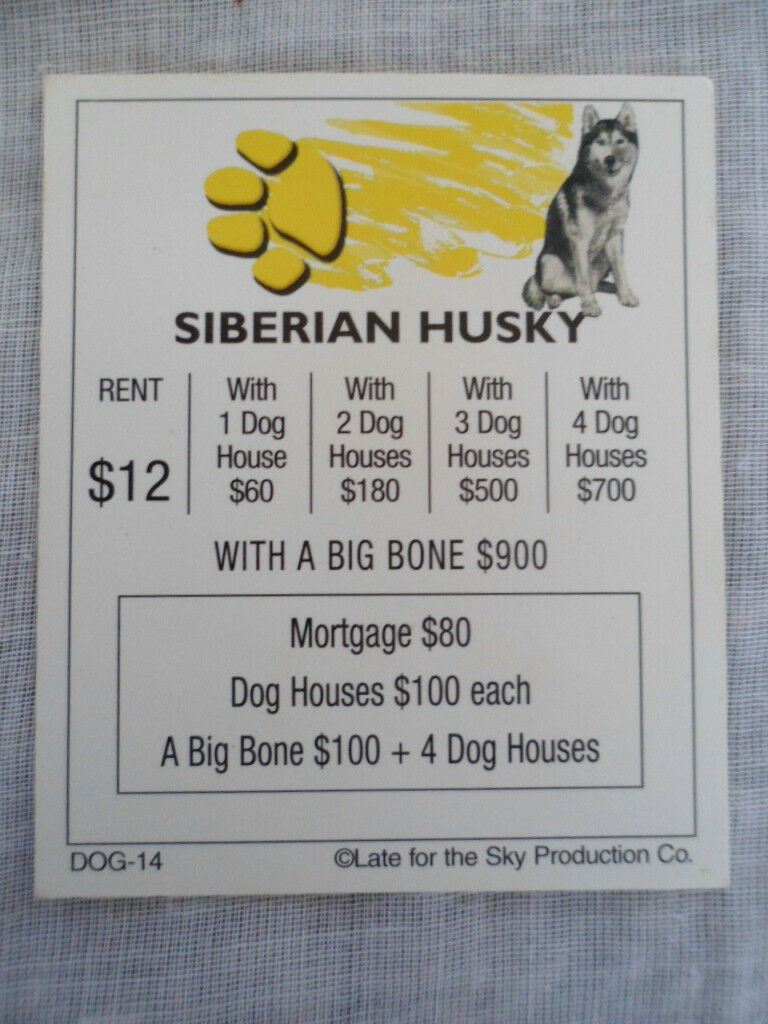 SIBERIAN HUSKY
RENT
$12
With
1 Dog
House
$60
With
2 Dog
Houses
$180
With
3 Dog
Houses
$500
With
4 Dog
Houses
$700
WITH A BIG BONE $900
Mortgage $80
Dog Houses $100 each
A Big Bone $100 + 4 Dog Houses
DOG-14
©Late for the Sky Production Co.